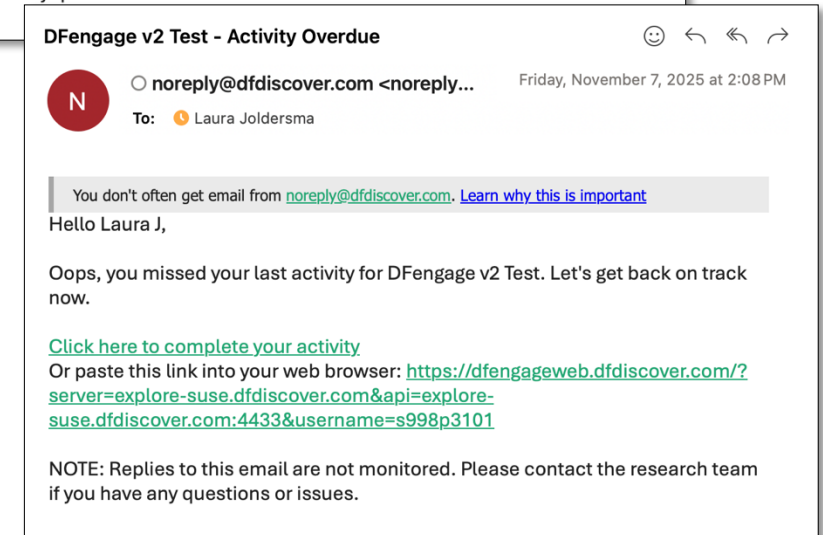 DFengage v2 Test - Activity Overdue
N
noreply@dfdiscover.com <noreply...
Friday, November 7, 2025 at 2:08 PM
To: Laura Joldersma
You don't often get email from noreply@dfdiscover.com. Learn why this is important
Hello Laura J,
Oops, you missed your last activity for DFengage v2 Test. Let's get back on track
now.
Click here to complete your activity
Or paste this link into your web browser: https://dfengageweb.dfdiscover.com/?
server=explore-suse.dfdiscover.com&api=explore-
suse.dfdiscover.com:4433&username=s998p3101
NOTE: Replies to this email are not monitored. Please contact the research team
if you have any questions or issues.